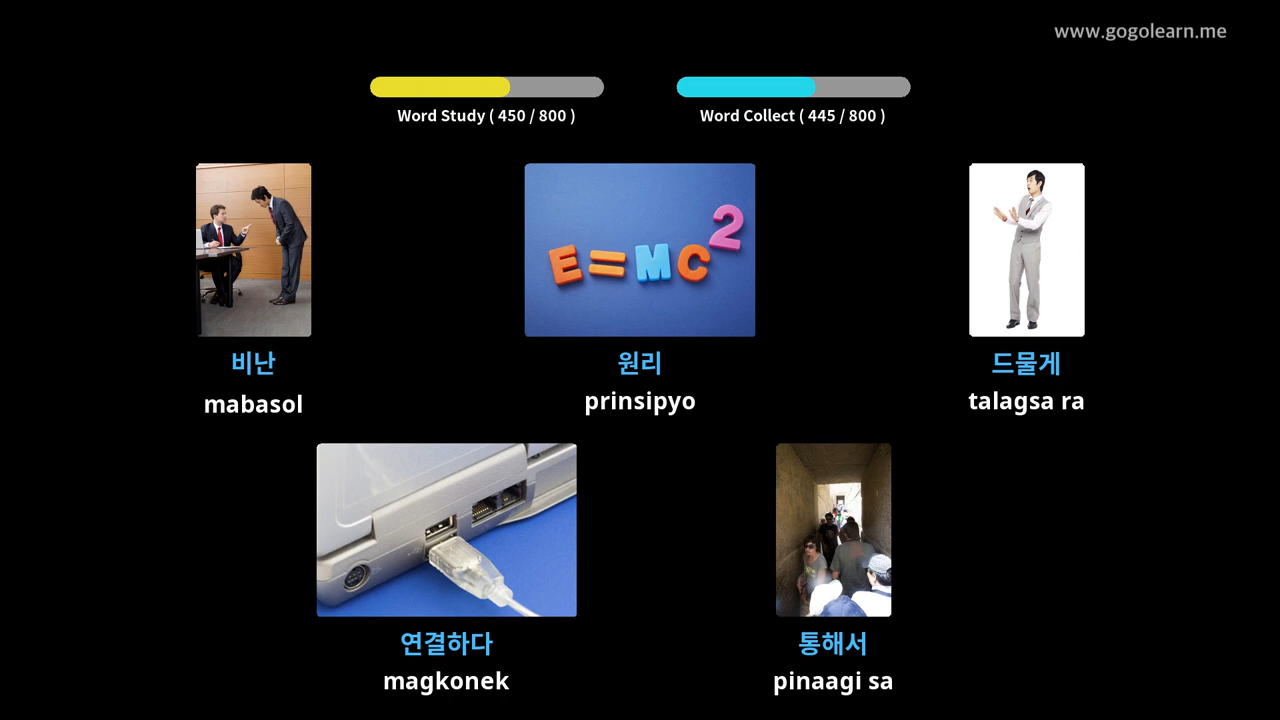 www.gogolearn.me
Word Study ( 450 / 800 )
Word Collect ( 445 / 800 )
E=MC2
비난
mabasol
원리
prinsipyo
드물게
talagsa ra
연결하다
magkonek
통해서
pinaagi sa